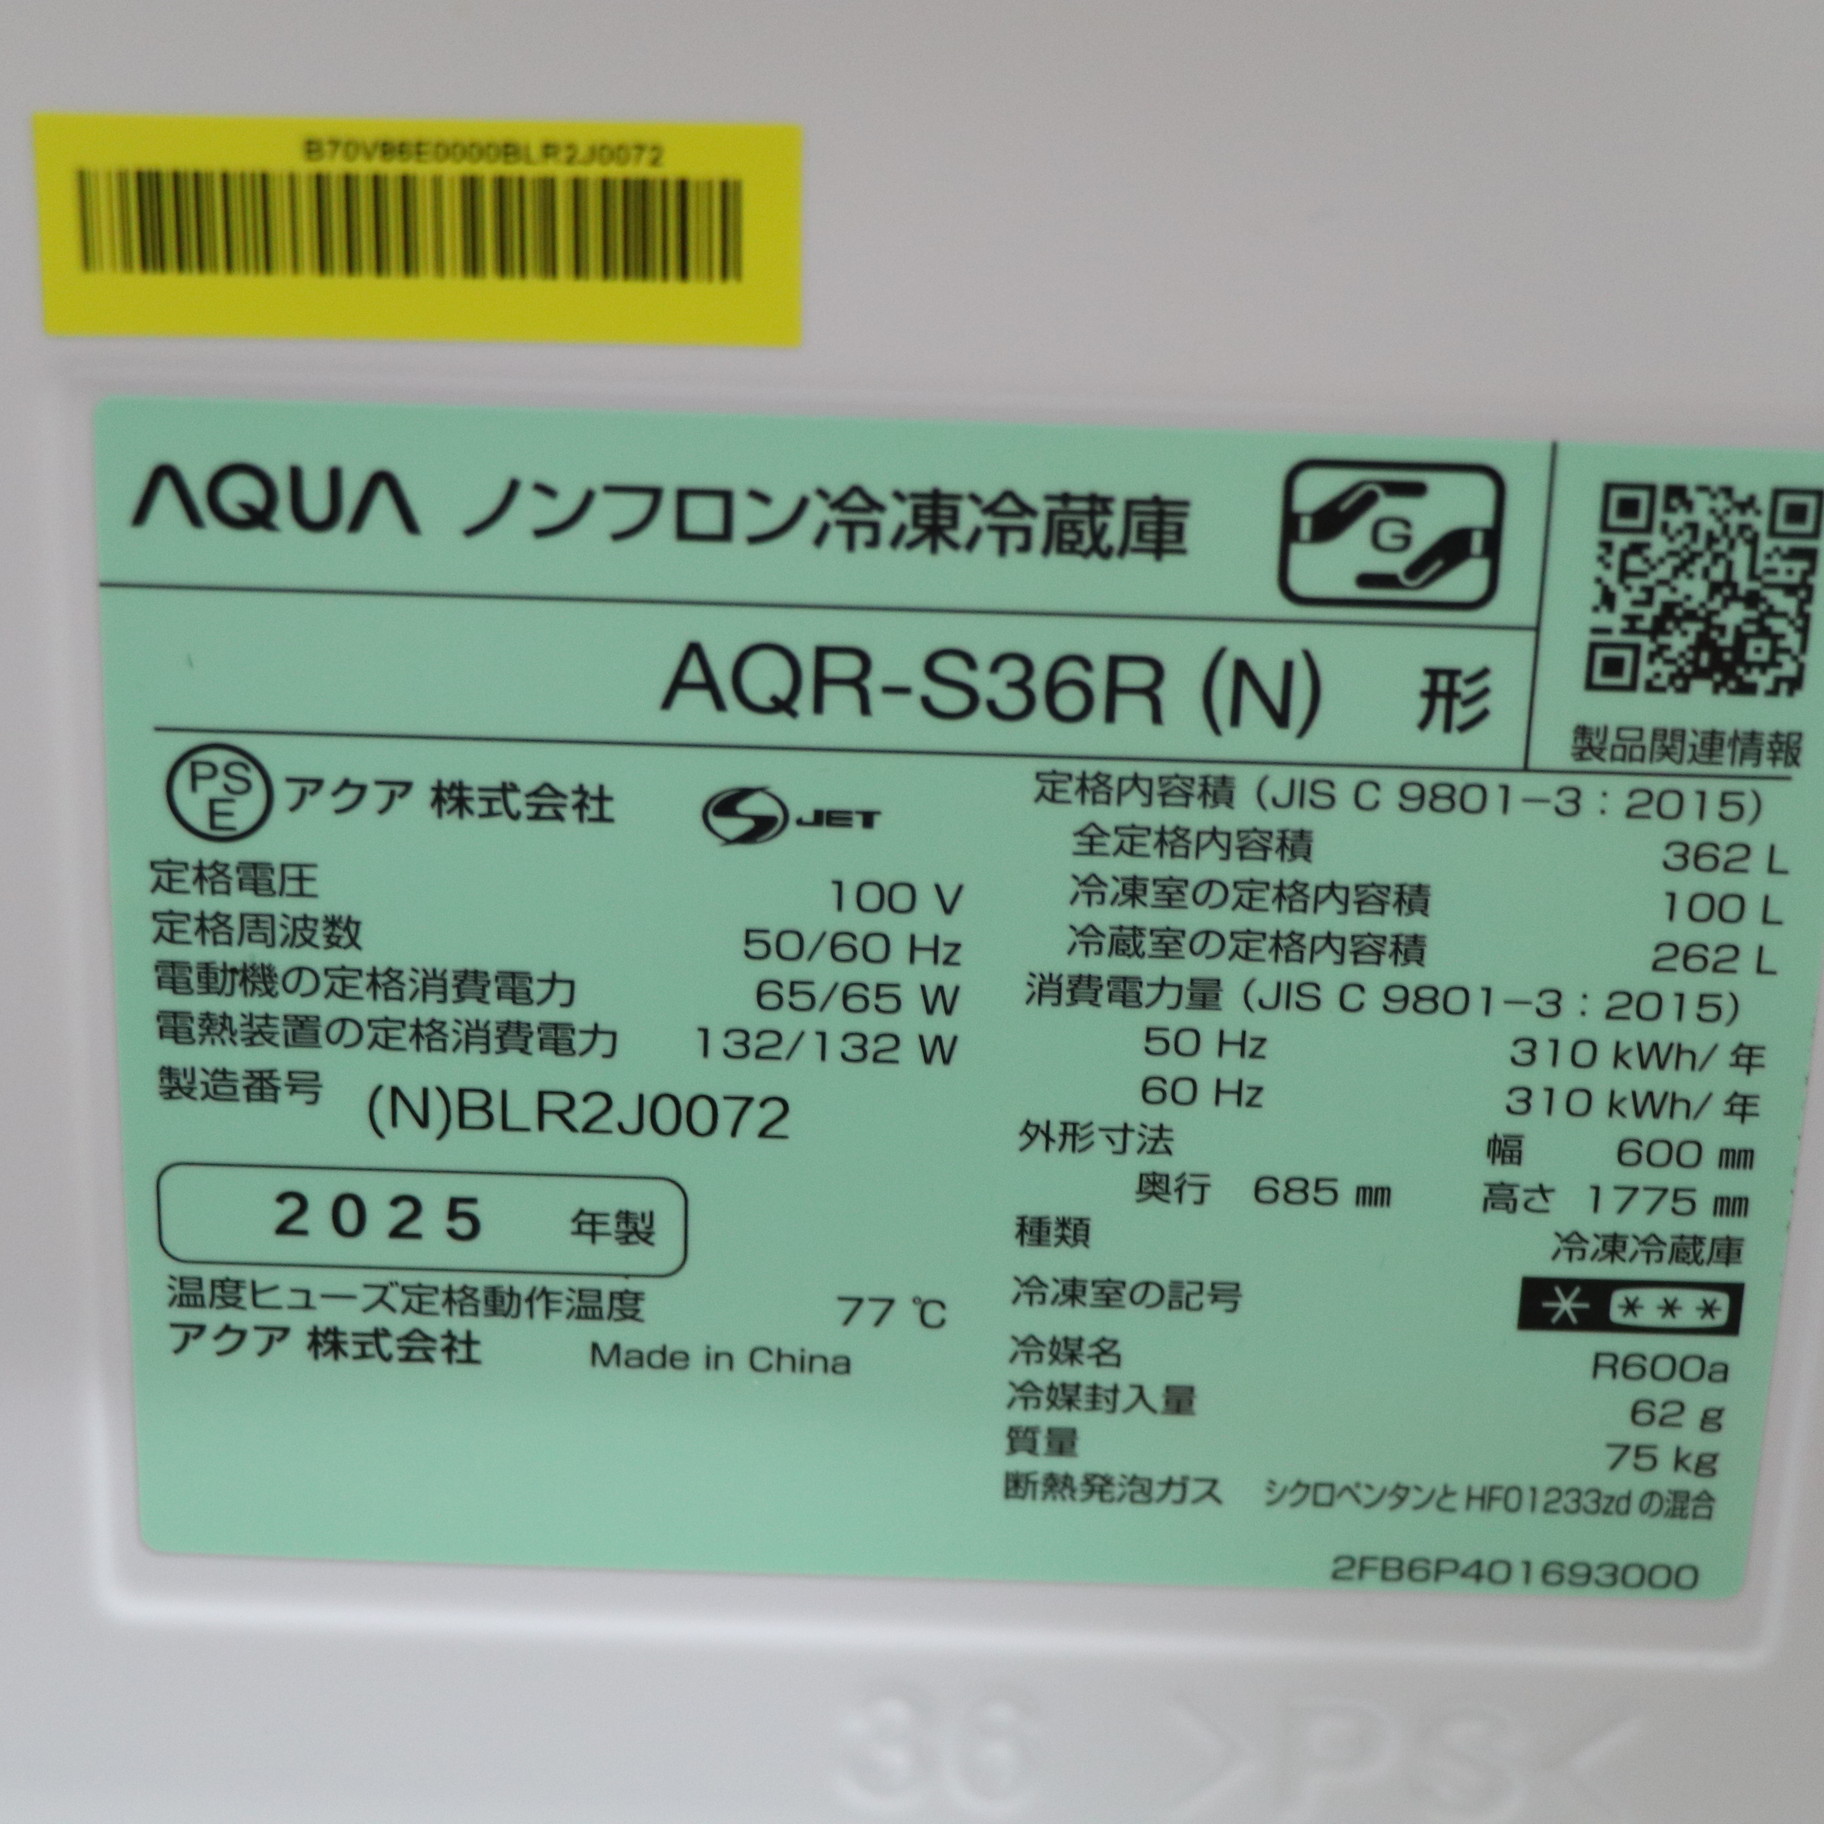 B70V86E0000BLR2J0072
AQUA ノンフロン冷凍冷蔵庫
G
AQR-S36R (N) 形
製品関連情報
PS
E
アクア 株式会社
S JET
定格電圧 100 V
定格周波数 50/60 Hz
電動機の定格消費電力 65/65 W
電熱装置の定格消費電力 132/132 W
製造番号 (N)BLR2J0072
2025 年製
温度ヒューズ定格動作温度 77 ℃
アクア 株式会社 Made in China
定格内容積 (JIS C 9801-3 : 2015)
全定格内容積 362 L
冷凍室の定格内容積 100 L
冷蔵室の定格内容積 262 L
消費電力量 (JIS C 9801-3 : 2015)
50 Hz 310 kWh/ 年
60 Hz 310 kWh/ 年
外形寸法 幅 600 ㎜
奥行 685 ㎜ 高さ 1775 ㎜
種類 冷凍冷蔵庫
冷凍室の記号 * ***
冷媒名 R600a
冷媒封入量 62 g
質量 75 kg
断熱発泡ガス シクロペンタンと HFO1233zd の混合
2FB6P401693000
36 >PS<